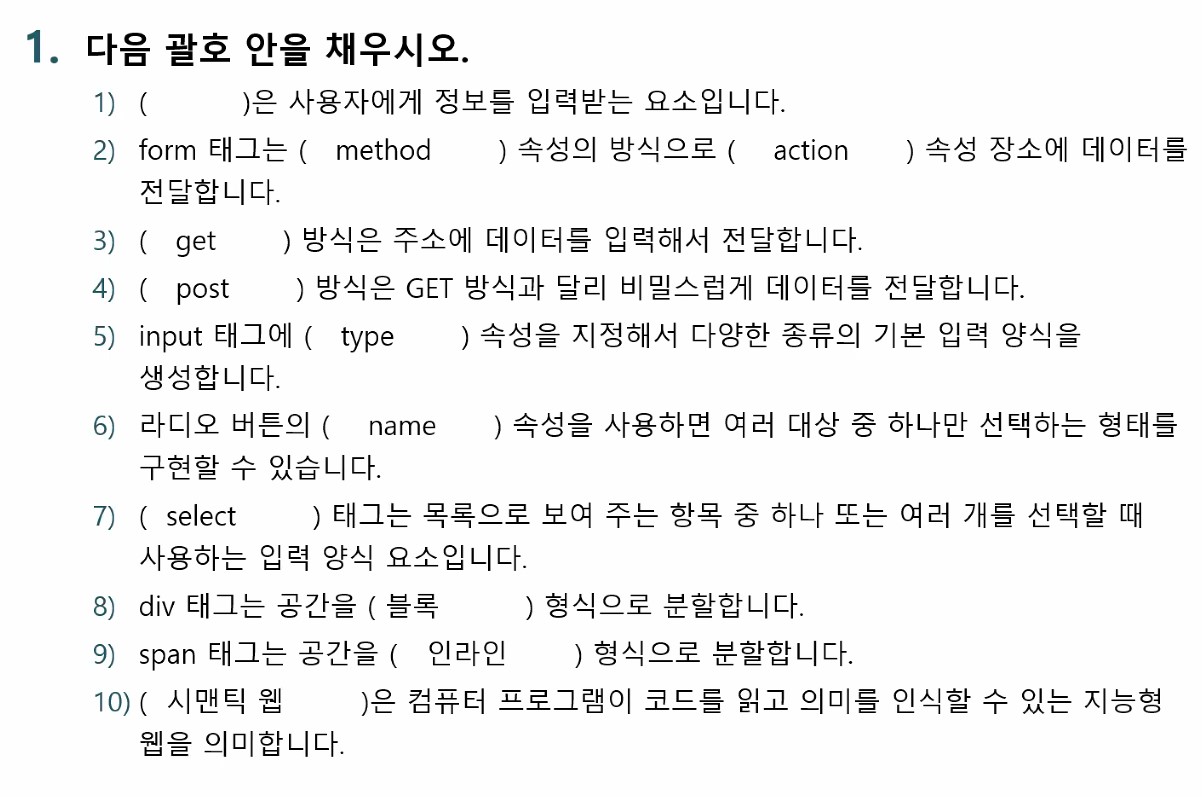 1. 다음 괄호 안을 채우시오.
1) ( )은 사용자에게 정보를 입력받는 요소입니다.
2) form 태그는 ( method ) 속성의 방식으로 ( action ) 속성 장소에 데이터를
전달합니다.
3) ( get ) 방식은 주소에 데이터를 입력해서 전달합니다.
4) ( post ) 방식은 GET 방식과 달리 비밀스럽게 데이터를 전달합니다.
5) input 태그에 ( type ) 속성을 지정해서 다양한 종류의 기본 입력 양식을
생성합니다.
6) 라디오 버튼의 ( name ) 속성을 사용하면 여러 대상 중 하나만 선택하는 형태를
구현할 수 있습니다.
7) ( select ) 태그는 목록으로 보여 주는 항목 중 하나 또는 여러 개를 선택할 때
사용하는 입력 양식 요소입니다.
8) div 태그는 공간을 ( 블록 ) 형식으로 분할합니다.
9) span 태그는 공간을 ( 인라인 ) 형식으로 분할합니다.
10) ( 시맨틱 웹 )은 컴퓨터 프로그램이 코드를 읽고 의미를 인식할 수 있는 지능형
웹을 의미합니다.